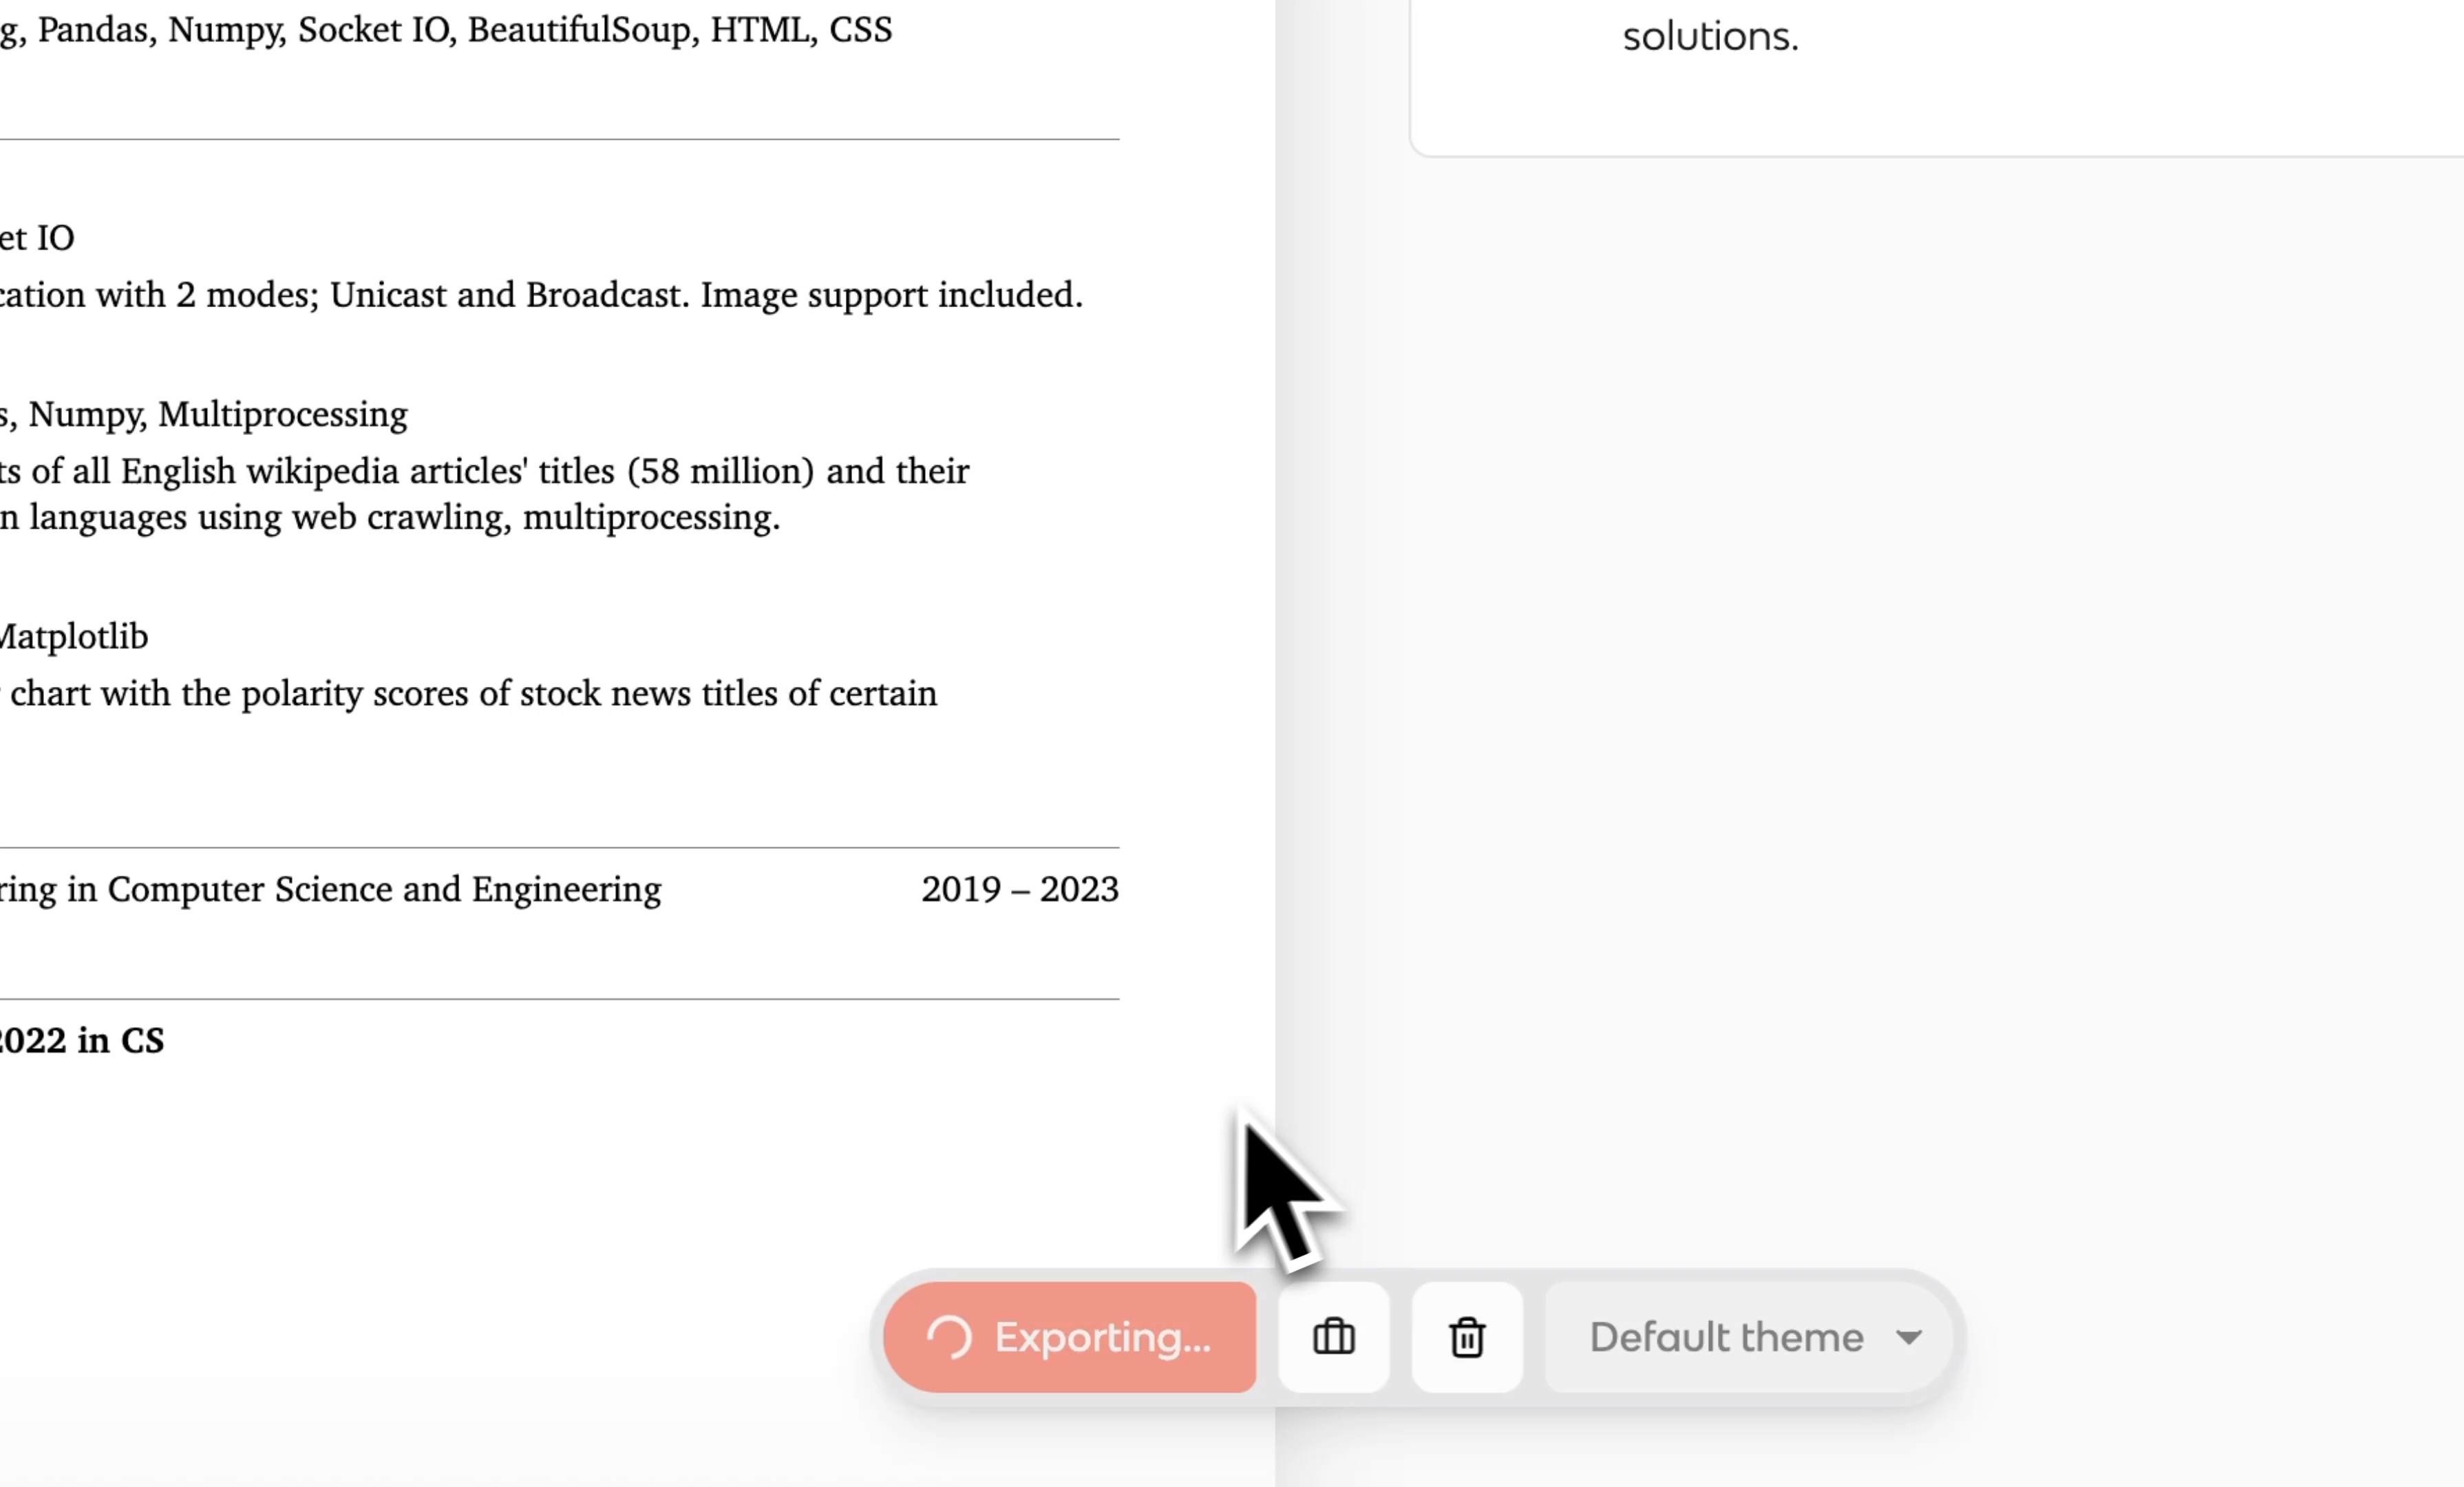 g, Pandas, Numpy, Socket IO, BeautifulSoup, HTML, CSS
et IO
cation with 2 modes; Unicast and Broadcast. Image support included.
s, Numpy, Multiprocessing
ts of all English wikipedia articles' titles (58 million) and their
n languages using web crawling, multiprocessing.
Matplotlib
chart with the polarity scores of stock news titles of certain
ring in Computer Science and Engineering 2019 – 2023
2022 in CS
solutions.
Exporting...
Default theme